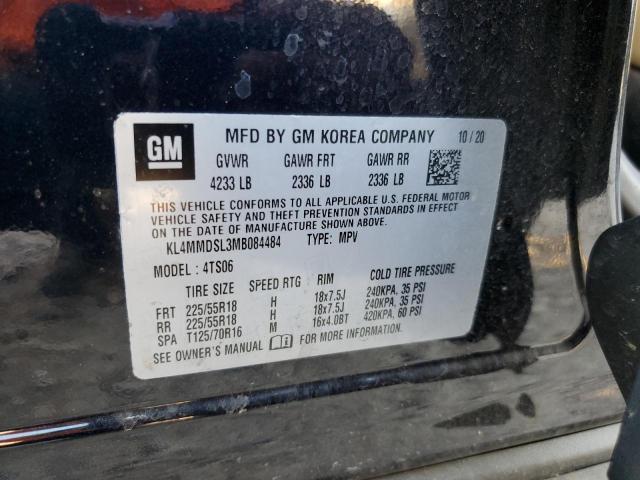 GM
MFD BY GM KOREA COMPANY 10/20
GVWR GAWR FRT GAWR RR
4233 LB 2336 LB 2336 LB
THIS VEHICLE CONFORMS TO ALL APPLICABLE U.S. FEDERAL MOTOR
VEHICLE SAFETY AND THEFT PREVENTION STANDARDS IN EFFECT
ON THE DATE OF MANUFACTURE SHOWN ABOVE.
KL4MMDSL3MB084484 TYPE: MPV
MODEL: 4TS06
TIRE SIZE SPEED RTG RIM COLD TIRE PRESSURE
FRT 225/55R18 H 18x7.5J 240KPA, 35 PSI
RR 225/55R18 H 18x7.5J 240KPA, 35 PSI
SPA T125/70R16 M 16x4.0BT 420KPA, 60 PSI
SEE OWNER'S MANUAL FOR MORE INFORMATION.